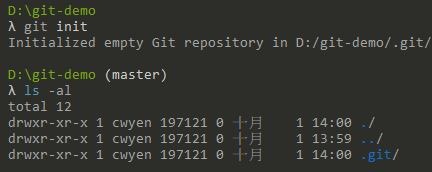 D:\git-demo
λ git init
Initialized empty Git repository in D:/git-demo/.git/
D:\git-demo (master)
λ ls -al
total 12
drwxr-xr-x 1 cwyen 197121 0 十月    1 14:00 ./
drwxr-xr-x 1 cwyen 197121 0 十月    1 13:59 ../
drwxr-xr-x 1 cwyen 197121 0 十月    1 14:00 .git/